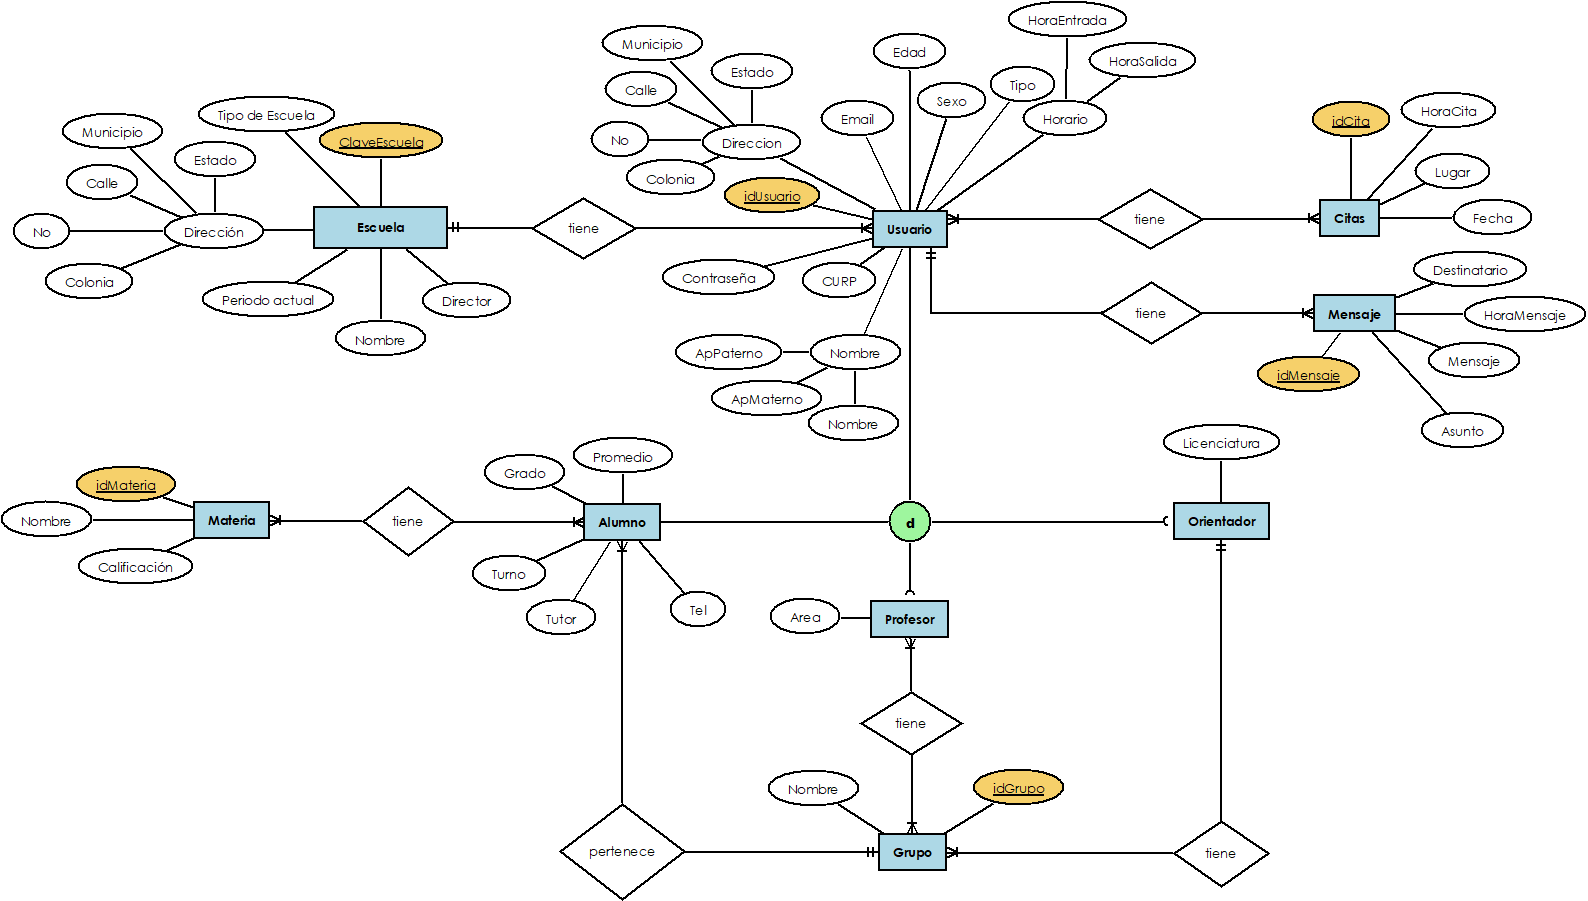 HoraEntrada
Municipio
Edad
HoraSalida
Estado
Calle
Tipo
Sexo
HoraCita
Tipo de Escuela
Email
Horario
idCita
Municipio
ClaveEscuela
No
Direccion
Estado
Lugar
Calle
Colonia
idUsuario
Fecha
No
Dirección
Escuela
tiene
Usuario
tiene
Citas
Colonia
Contraseña
CURP
Destinatario
Periodo actual
Director
tiene
Mensaje
HoraMensaje
Nombre
ApPaterno
Nombre
Mensaje
idMensaje
ApMaterno
Nombre
Asunto
Licenciatura
Promedio
Grado
idMateria
Nombre
Materia
tiene
Alumno
d
Orientador
Calificación
Turno
Tutor
Tel
Area
Profesor
tiene
Nombre
idGrupo
pertenece
Grupo
tiene